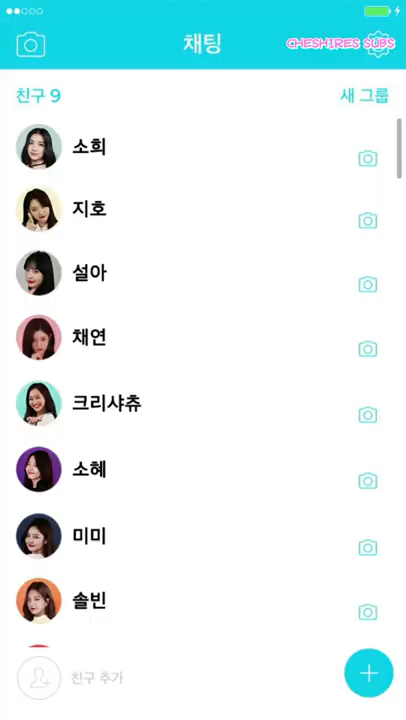 채팅
CHESHIRES SUBS
친구 9
새 그룹
소희
지호
설아
채연
크리샤츄
소혜
미미
솔빈
친구 추가